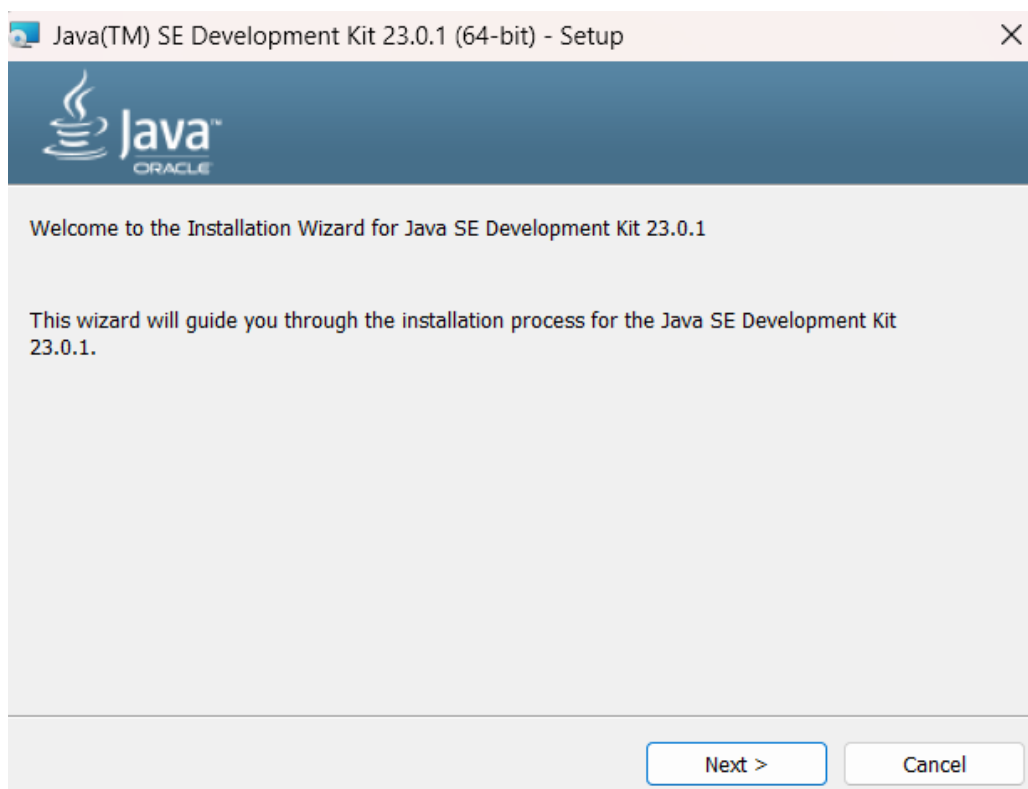 Java(TM) SE Development Kit 23.0.1 (64-bit) - Setup
Java™
ORACLE
Welcome to the Installation Wizard for Java SE Development Kit 23.0.1
This wizard will guide you through the installation process for the Java SE Development Kit
23.0.1.
Next >
Cancel